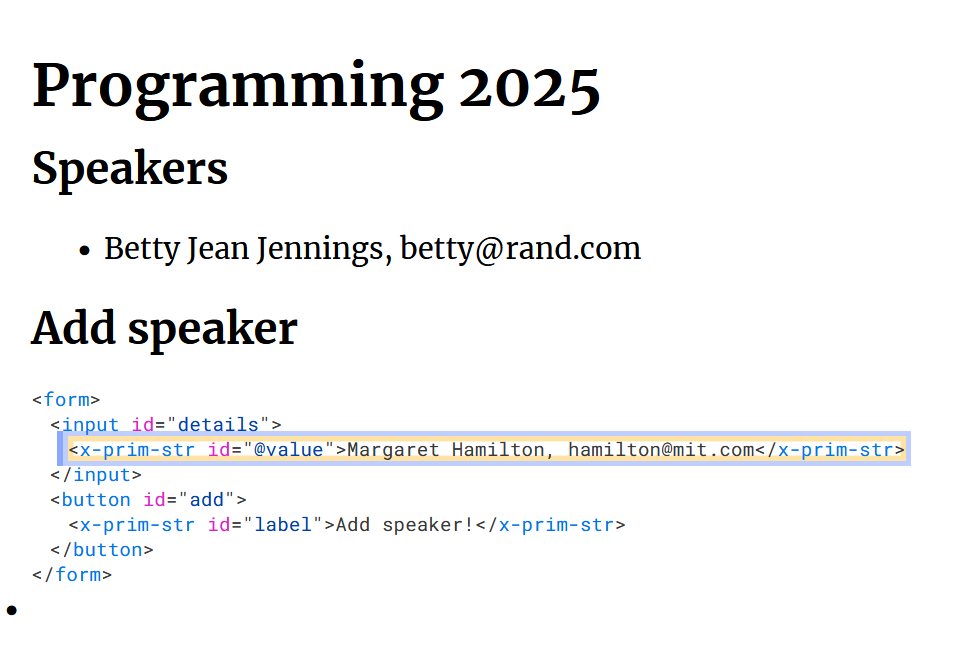 Programming 2025
Speakers
• Betty Jean Jennings, betty@rand.com
Add speaker
<form>
<input id="details">
<x-prim-str id="@value">Margaret Hamilton, hamilton@mit.com</x-prim-str>
</input>
<button id="add">
<x-prim-str id="label">Add speaker!</x-prim-str>
</button>
</form>
•